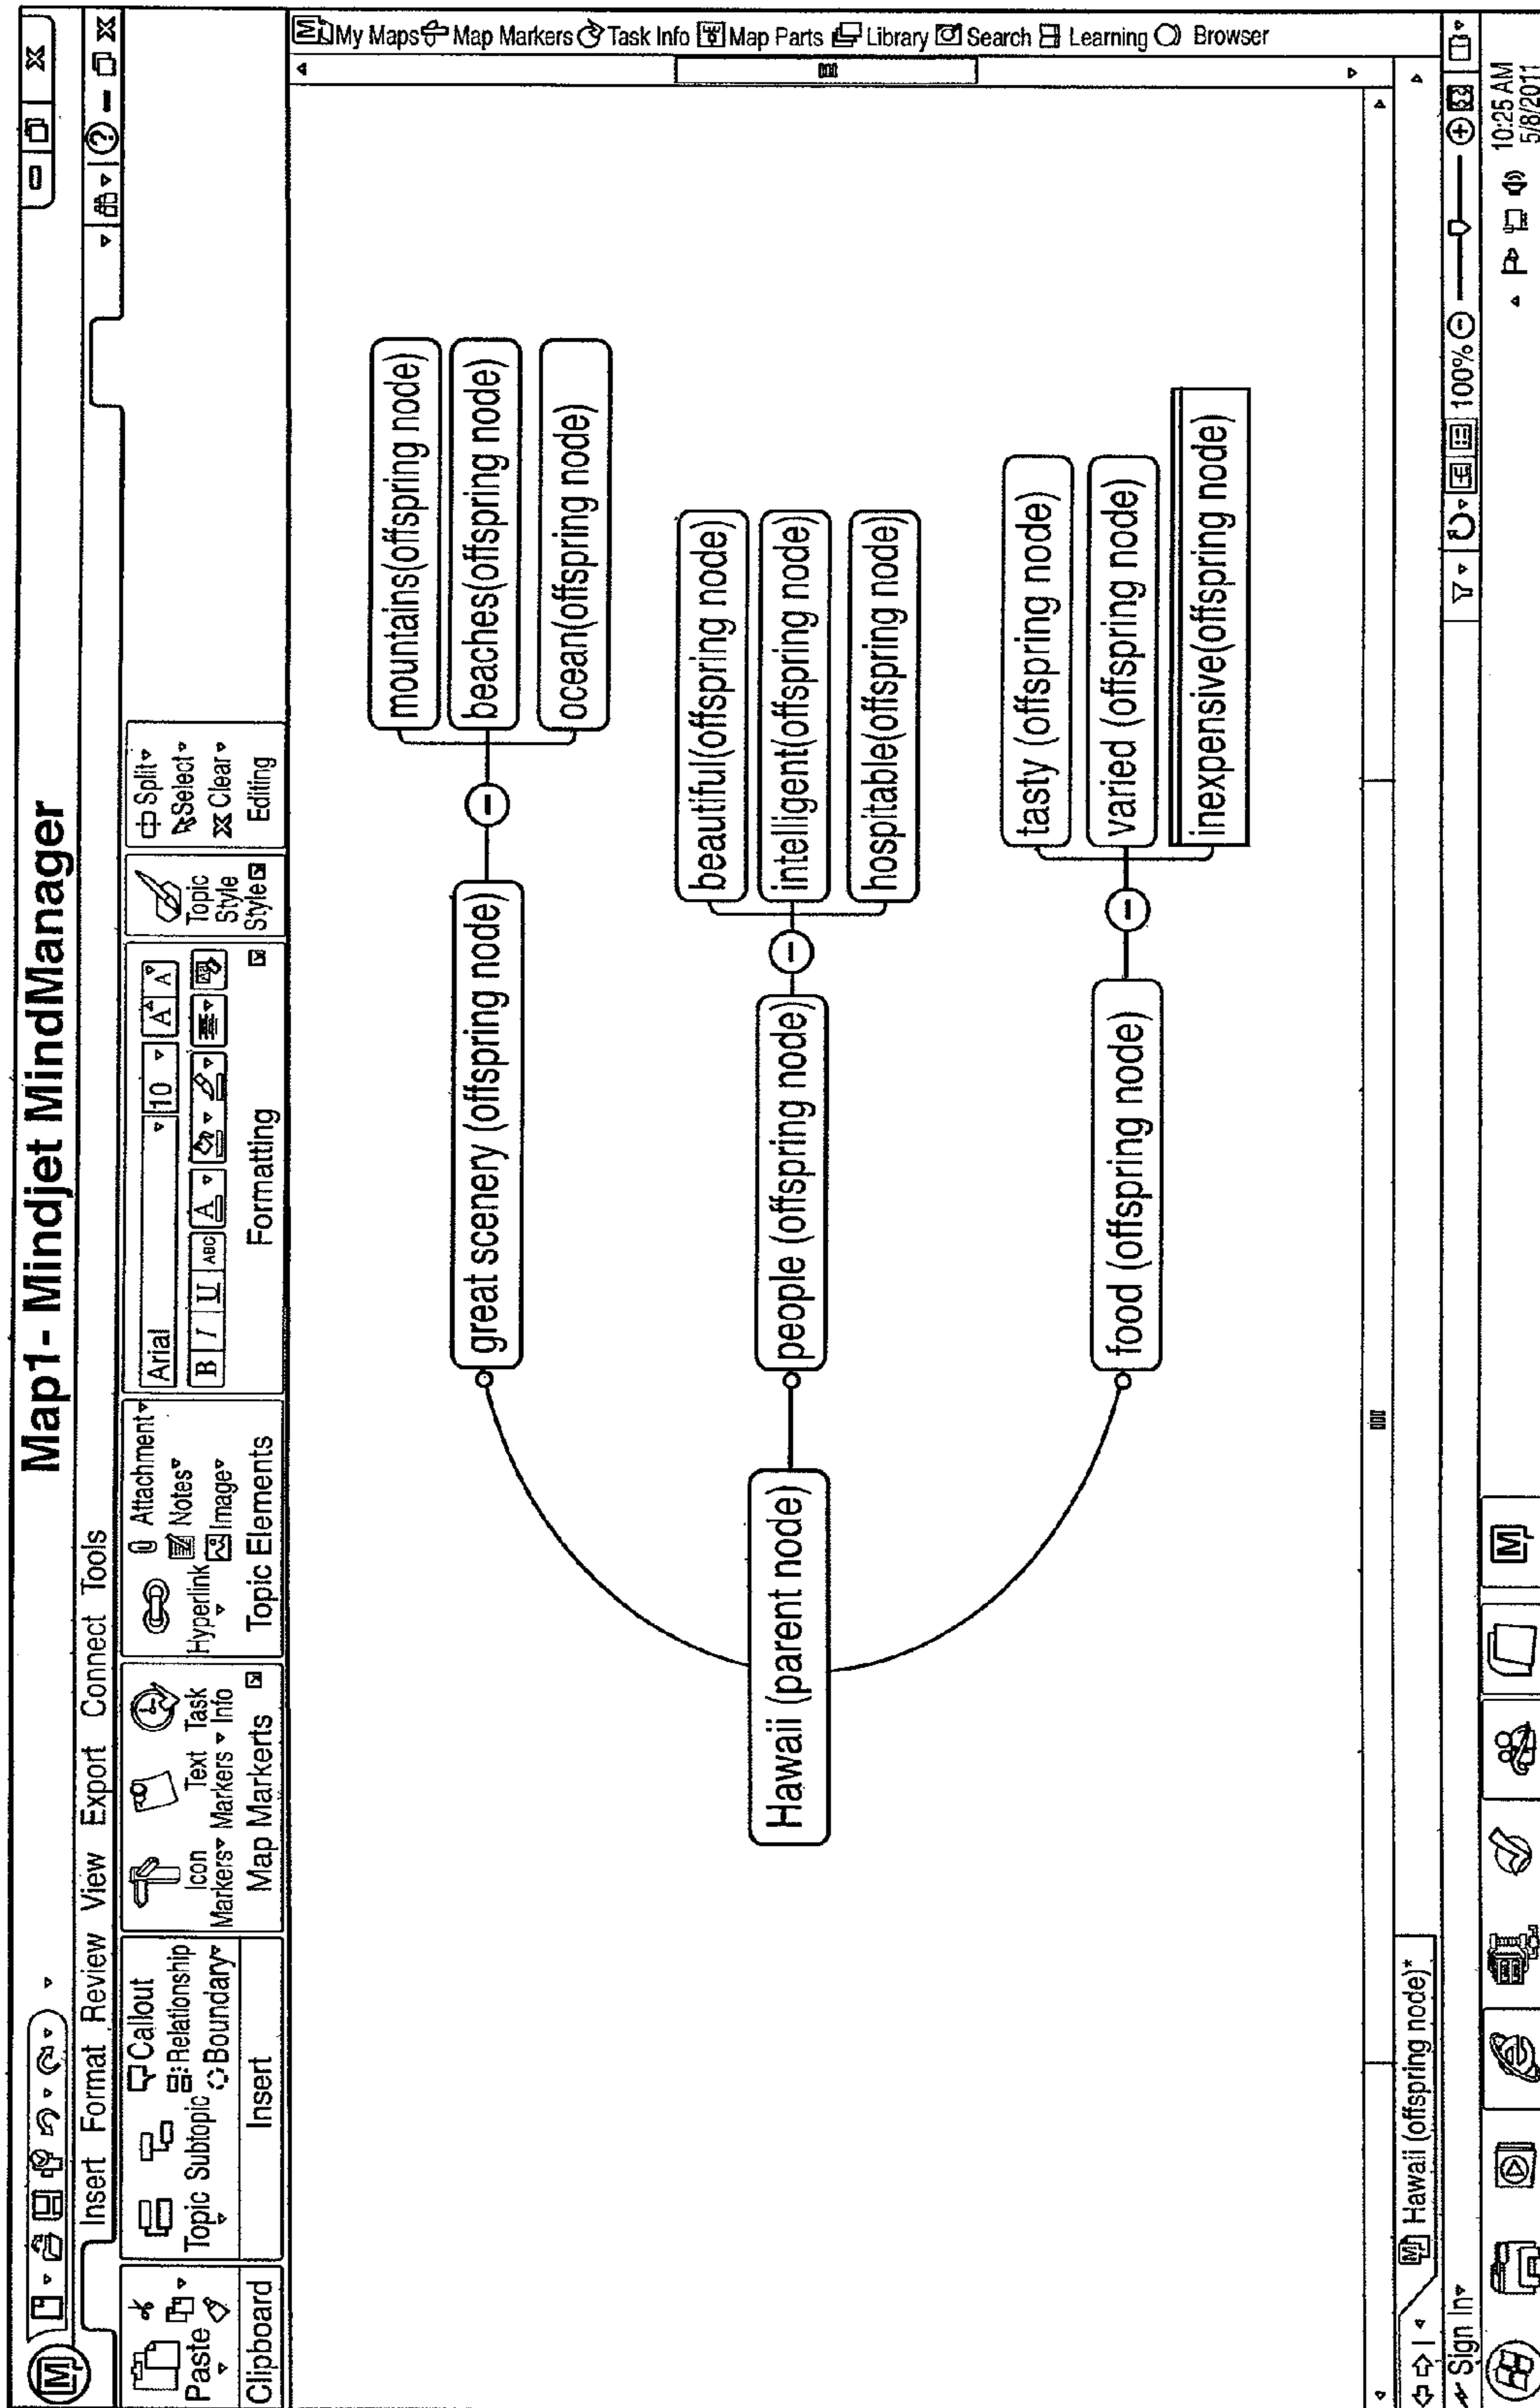 Map1 - Mindjet MindManager
Insert Format Review View Export Connect Tools
Paste
Clipboard
Topic Subtopic
Callout
Relationship
Boundary
Insert
Icon Markers
Text Markers
Task Info
Map Markerts
Hyperlink
Attachment
Notes
Image
Topic Elements
Arial 10 A A
B I U ABC A
Formatting
Topic Style
Style
Split
Select
Clear
Editing
My Maps Map Markers Task Info Map Parts Library Search Learning Browser
Hawaii (parent node)
great scenery (offspring node)
mountains(offspring node)
beaches(offspring node)
ocean(offspring node)
people (offspring node)
beautiful(offspring node)
intelligent(offspring node)
hospitable(offspring node)
food (offspring node)
tasty (offspring node)
varied (offspring node)
inexpensive(offspring node)
Hawaii (offspring node)*
Sign In
100%
10:25 AM
5/8/2011